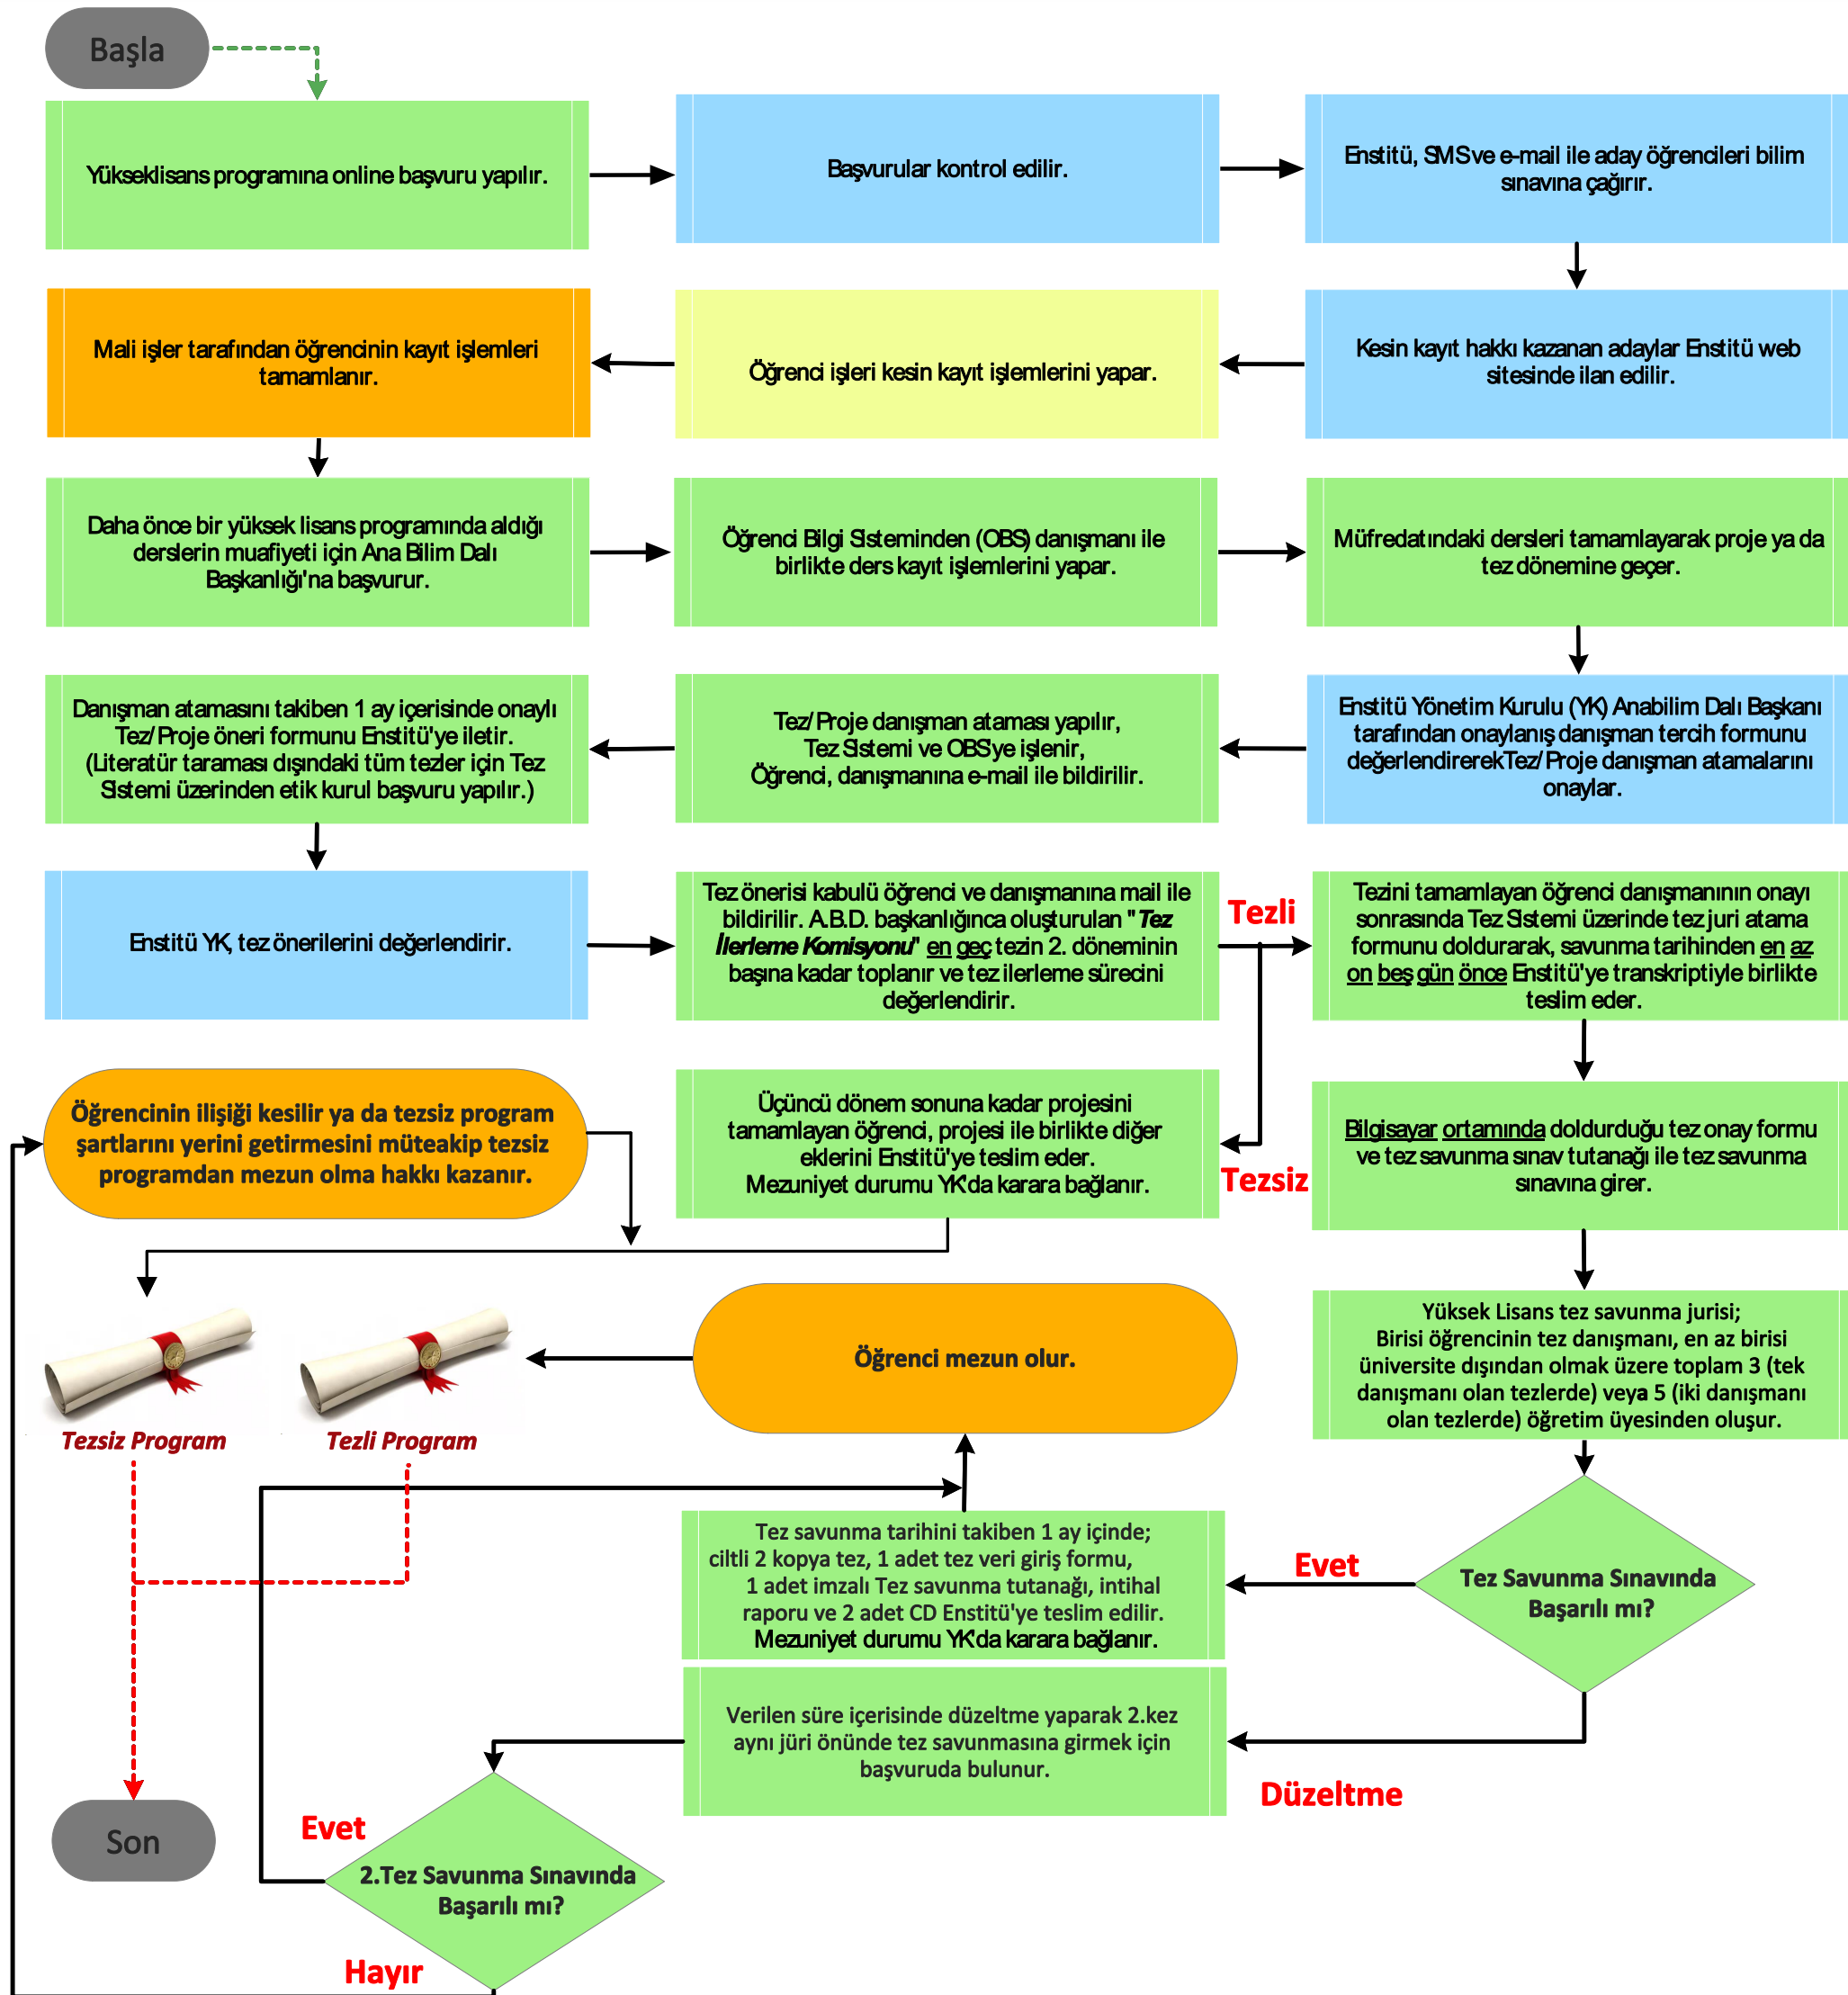 Başla
Yükseklisans programına online başvuru yapılır.
Başvurular kontrol edilir.
Enstitü, SMS ve e-mail ile aday öğrencileri bilim
sınavına çağırır.
Mali işler tarafından öğrencinin kayıt işlemleri
tamamlanır.
Öğrenci işleri kesin kayıt işlemlerini yapar.
Kesin kayıt hakkı kazanan adaylar Enstitü web
sitesinde ilan edilir.
Daha önce bir yüksek lisans programında aldığı
derslerin muafiyeti için Ana Bilim Dalı
Başkanlığı'na başvurur.
Öğrenci Bilgi Sisteminden (OBS) danışmanı ile
birlikte ders kayıt işlemlerini yapar.
Müfredatındaki dersleri tamamlayarak proje ya da
tez dönemine geçer.
Danışman atamasını takiben 1 ay içerisinde onaylı
Tez/Proje öneri formunu Enstitü'ye iletir.
(Literatür taraması dışındaki tüm tezler için Tez
Sistemi üzerinden etik kurul başvuru yapılır.)
Tez/Proje danışman ataması yapılır,
Tez Sistemi ve OBS'ye işlenir,
Öğrenci, danışmanına e-mail ile bildirilir.
Enstitü Yönetim Kurulu (YK) Anabilim Dalı Başkanı
tarafından onaylanış danışman tercih formunu
değerlendirerekTez/Proje danışman atamalarını
onaylar.
Enstitü YK, tez önerilerini değerlendirir.
Tez önerisi kabulü öğrenci ve danışmanına mail ile
bildirilir. A.B.D. başkanlığınca oluşturulan "Tez
İlerleme Komisyonu" en geç tezin 2. döneminin
başına kadar toplanır ve tez ilerleme sürecini
değerlendirir.
Tezli
Tezini tamamlayan öğrenci danışmanının onayı
sonrasında Tez Sistemi üzerinde tez juri atama
formunu doldurarak, savunma tarihinden en az
on beş gün önce Enstitü'ye transkriptiyle birlikte
teslim eder.
Öğrencinin ilişiği kesilir ya da tezsiz program
şartlarını yerini getirmesini müteakip tezsiz
programdan mezun olma hakkı kazanır.
Üçüncü dönem sonuna kadar projesini
tamamlayan öğrenci, projesi ile birlikte diğer
eklerini Enstitü'ye teslim eder.
Mezuniyet durumu YK'da karara bağlanır.
Tezsiz
Bilgisayar ortamında doldurduğu tez onay formu
ve tez savunma sınav tutanağı ile tez savunma
sınavına girer.
Tezsiz Program
Tezli Program
Öğrenci mezun olur.
Yüksek Lisans tez savunma jurisi;
Birisi öğrencinin tez danışmanı, en az birisi
üniversite dışından olmak üzere toplam 3 (tek
danışmanı olan tezlerde) veya 5 (iki danışmanı
olan tezlerde) öğretim üyesinden oluşur.
Tez savunma tarihini takiben 1 ay içinde;
ciltli 2 kopya tez, 1 adet tez veri giriş formu,
1 adet imzalı Tez savunma tutanağı, intihal
raporu ve 2 adet CD Enstitü'ye teslim edilir.
Mezuniyet durumu YK'da karara bağlanır.
Evet
Tez Savunma Sınavında
Başarılı mı?
Verilen süre içerisinde düzeltme yaparak 2.kez
aynı jüri önünde tez savunmasına girmek için
başvuruda bulunur.
Düzeltme
Son
Evet
2.Tez Savunma Sınavında
Başarılı mı?
Hayır